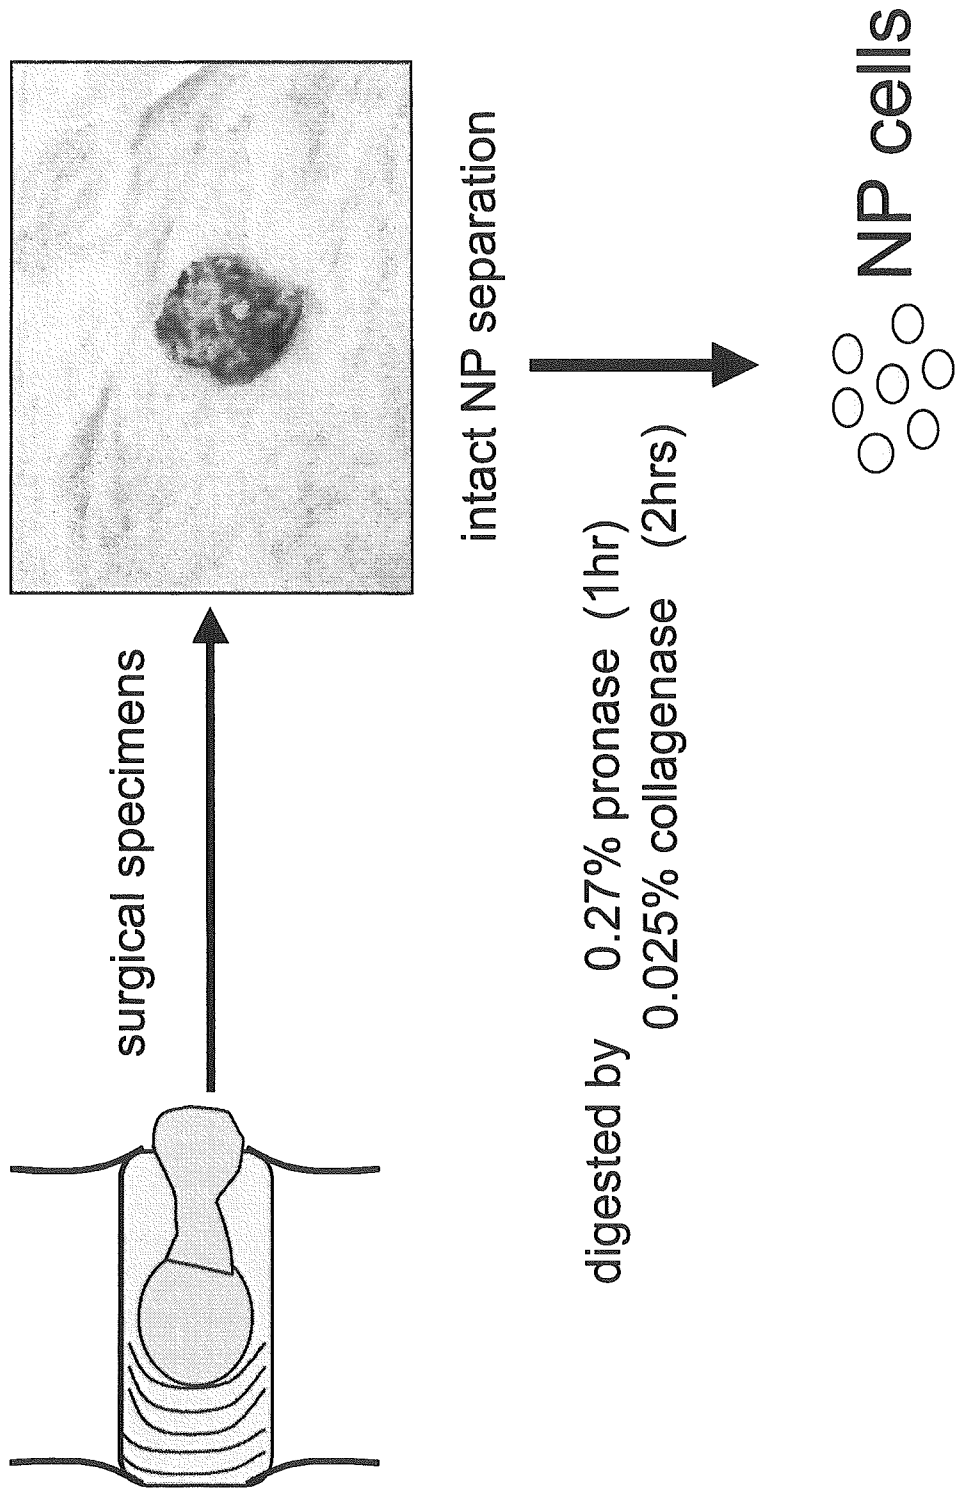 surgical specimens
intact NP separation
digested by 0.27% pronase (1hr)
0.025% collagenase (2hrs)
NP cells